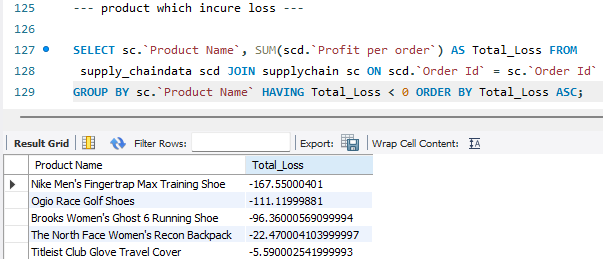 125 --- product which incure loss ---
126
127 SELECT sc.`Product Name`, SUM(scd.`Profit per order`) AS Total_Loss FROM
128 supply_chaindata scd JOIN supplychain sc ON scd.`Order Id` = sc.`Order Id`
129 GROUP BY sc.`Product Name` HAVING Total_Loss < 0 ORDER BY Total_Loss ASC;
Result Grid Filter Rows: Export: Wrap Cell Content: IA
Product Name Total_Loss
Nike Men's Fingertrap Max Training Shoe -167.55000401
Ogio Race Golf Shoes -111.11999881
Brooks Women's Ghost 6 Running Shoe -96.36000569099994
The North Face Women's Recon Backpack -22.470004103999997
Titleist Club Glove Travel Cover -5.590002541999993